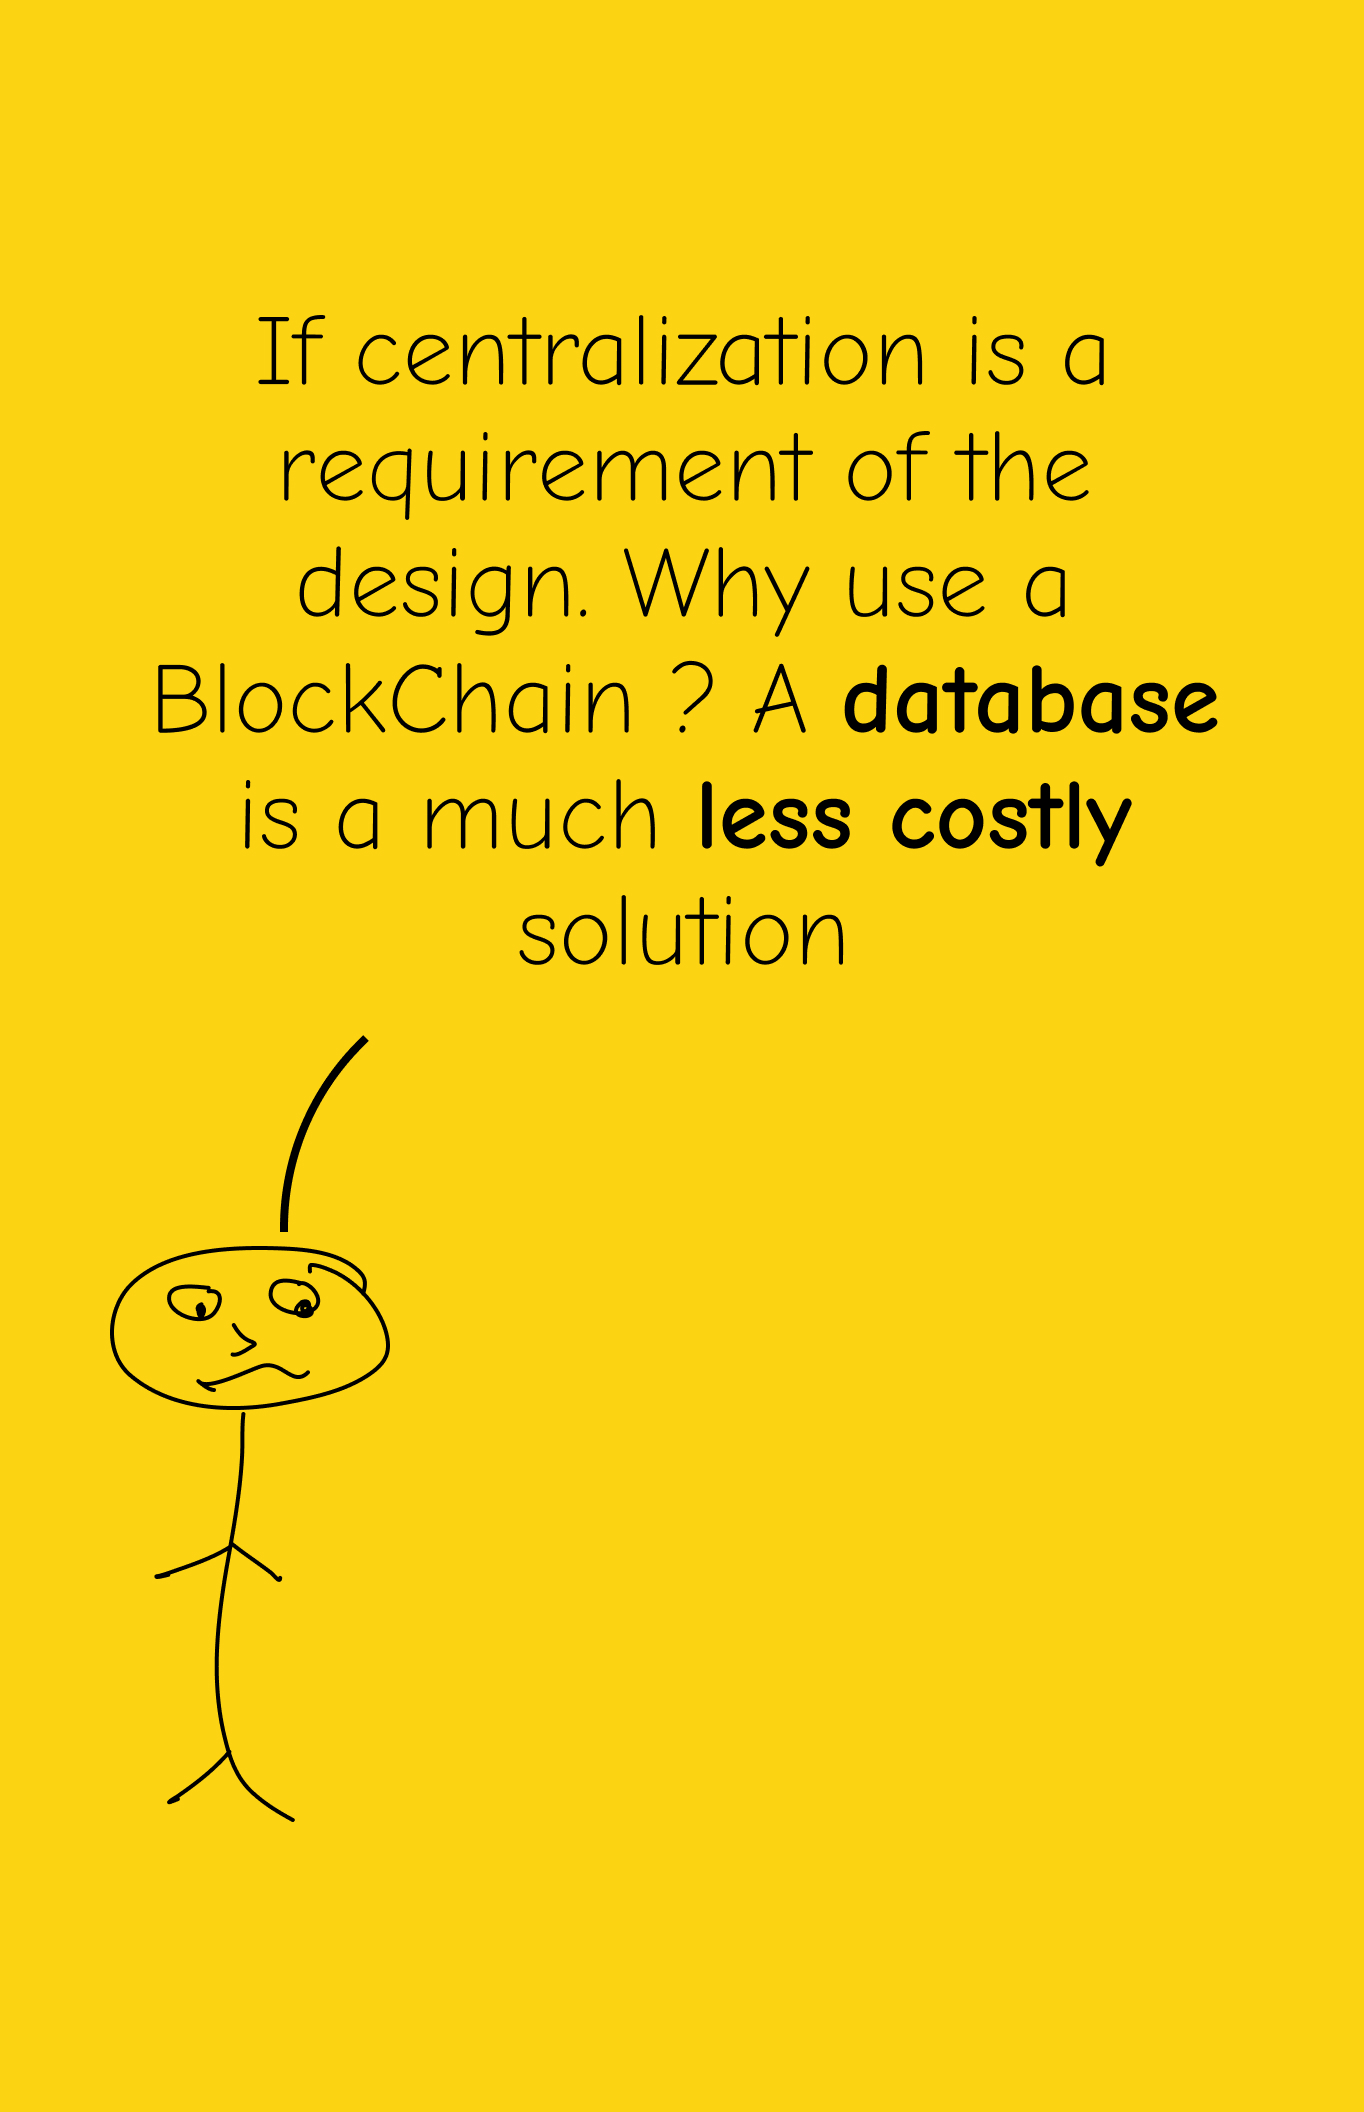 If centralization is a
requirement of the
design. Why use a
BlockChain ? A database
is a much less costly
solution